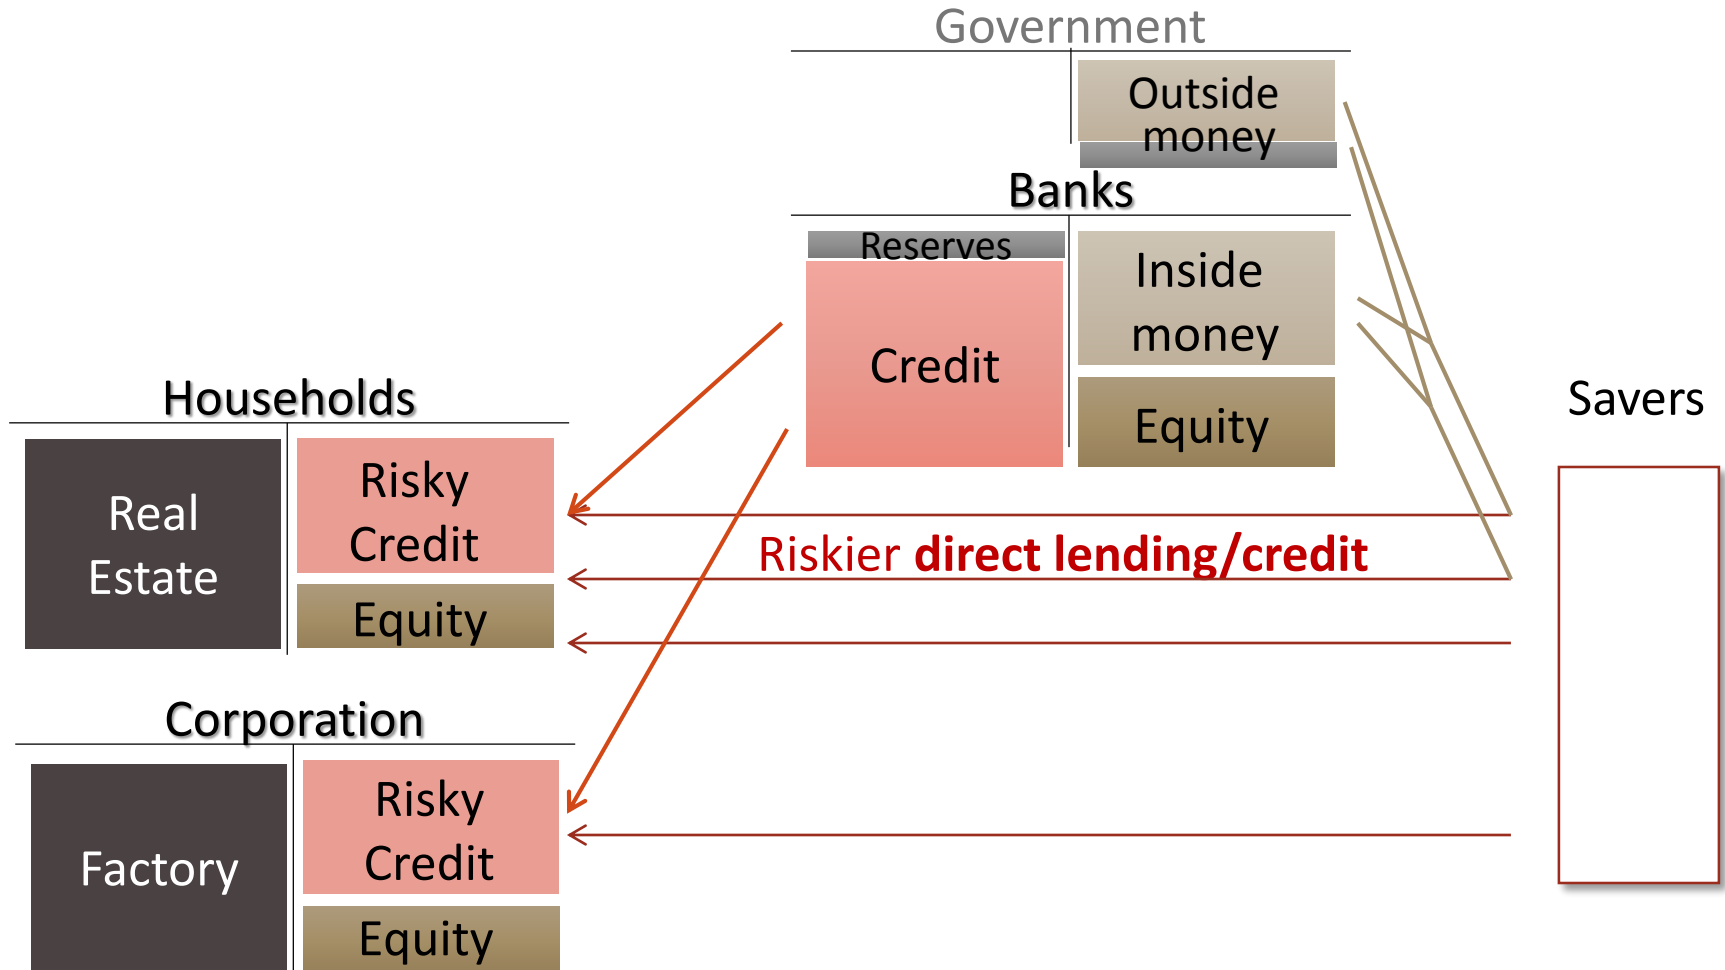 Government
Outside
money
Banks
Reserves
Credit
Inside
money
Equity
Savers
Households
Real
Estate
Risky
Credit
Equity
Riskier direct lending/credit
Corporation
Factory
Risky
Credit
Equity